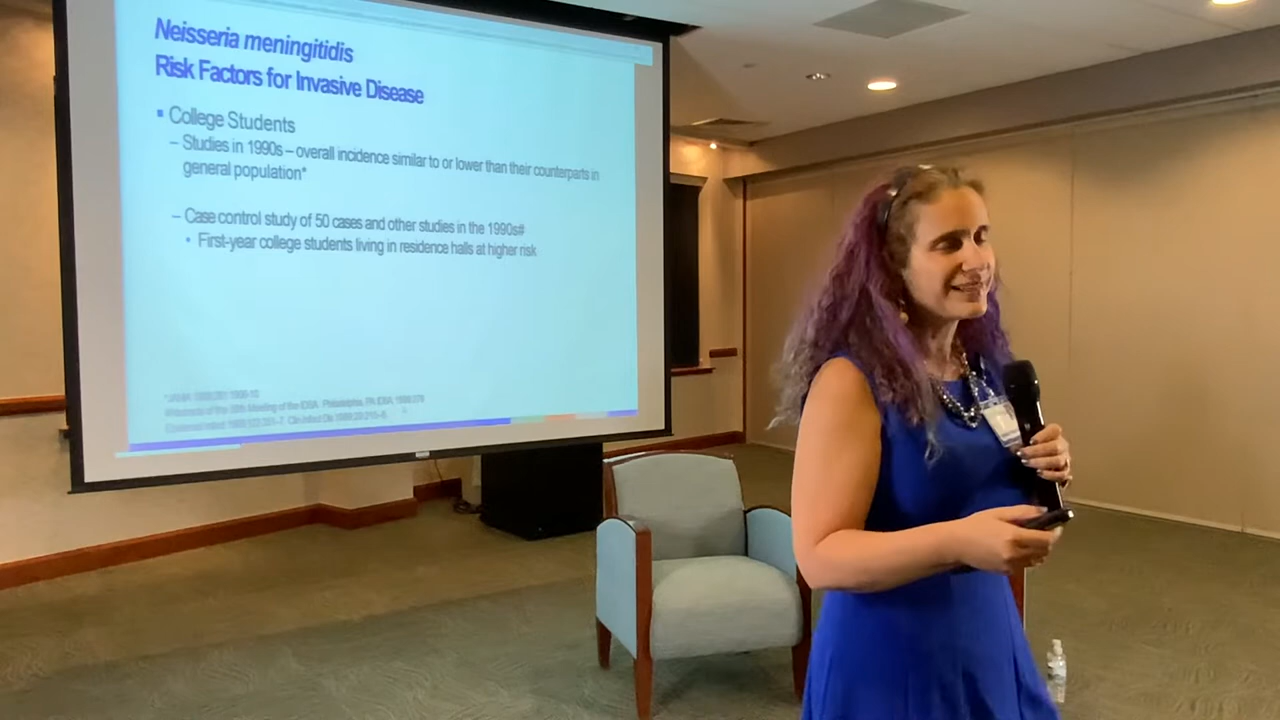 Neisseria meningitidis
Risk Factors for Invasive Disease
▪ College Students
– Studies in 1990s – overall incidence similar to or lower than their counterparts in
general population*
– Case control study of 50 cases and other studies in the 1990s#
• First-year college students living in residence halls at higher risk